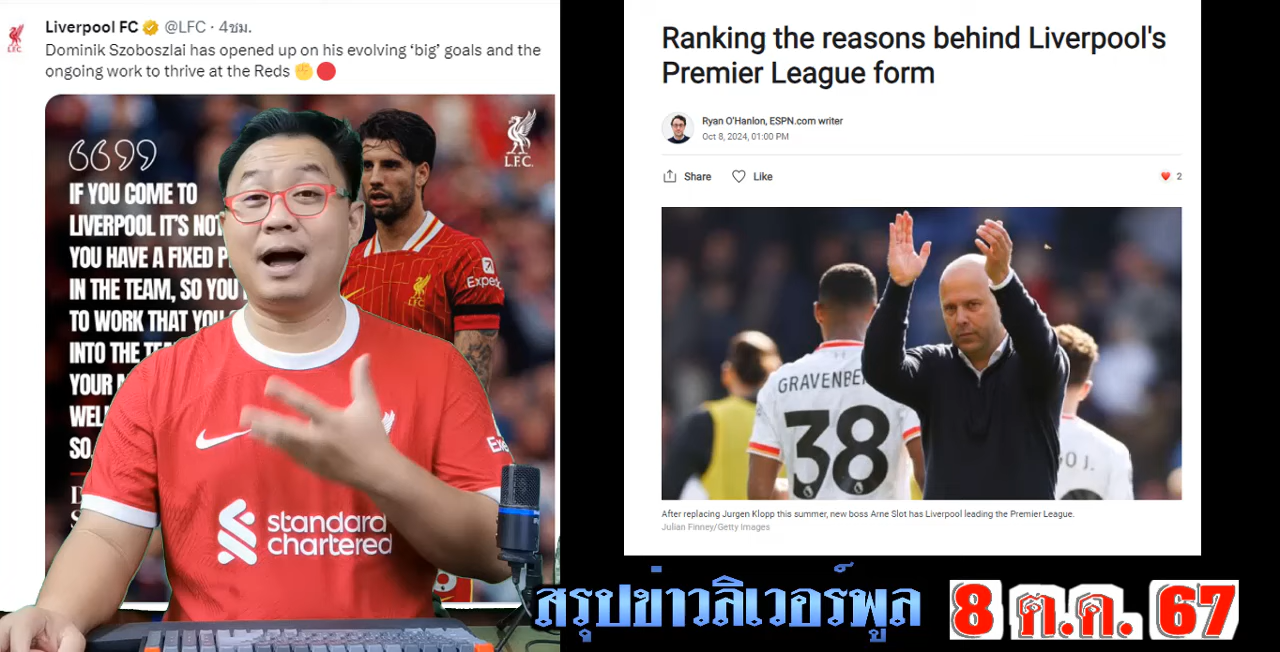 Liverpool FC @LFC · 4ชม.
Dominik Szoboszlai has opened up on his evolving ‘big’ goals and the
ongoing work to thrive at the Reds
L.F.C.
IF YOU COME TO
LIVERPOOL IT'S NOT
YOU HAVE A FIXED
IN THE TEAM, SO YOU
TO WORK THAT YOU
INTO THE
YOUR
SO,
standard
chartered
Ranking the reasons behind Liverpool's
Premier League form
Ryan O'Hanlon, ESPN.com writer
Oct 8, 2024, 01:00 PM
Share Like 2
38
After replacing Jurgen Klopp this summer, new boss Arne Slot has Liverpool leading the Premier League.
Julian Finney/Getty Images
สรุปข่าวลิเวอร์พูล 8 ต.ค. 67